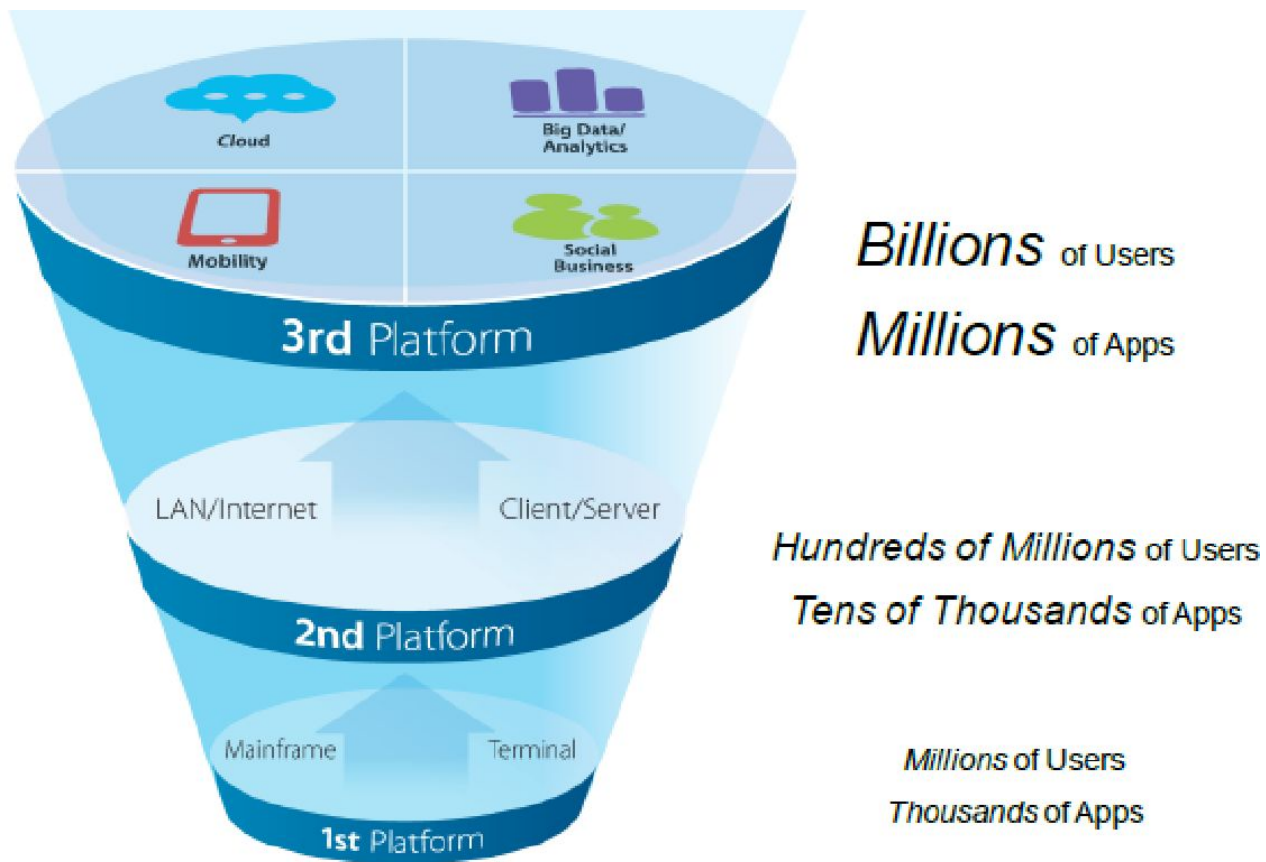 Cloud
Big Data/
Analytics
Mobility
Social
Business
3rd Platform
Billions of Users
Millions of Apps
LAN/Internet
Client/Server
2nd Platform
Hundreds of Millions of Users
Tens of Thousands of Apps
Mainframe
Terminal
1st Platform
Millions of Users
Thousands of Apps